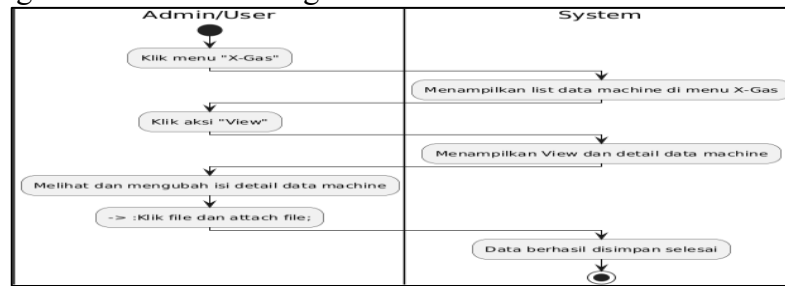 Admin/User
System
Klik menu "X-Gas"
Menampilkan list data machine di menu X-Gas
Klik aksi "View"
Menampilkan View dan detail data machine
Melihat dan mengubah isi detail data machine
-> :Klik file dan attach file;
Data berhasil disimpan selesai